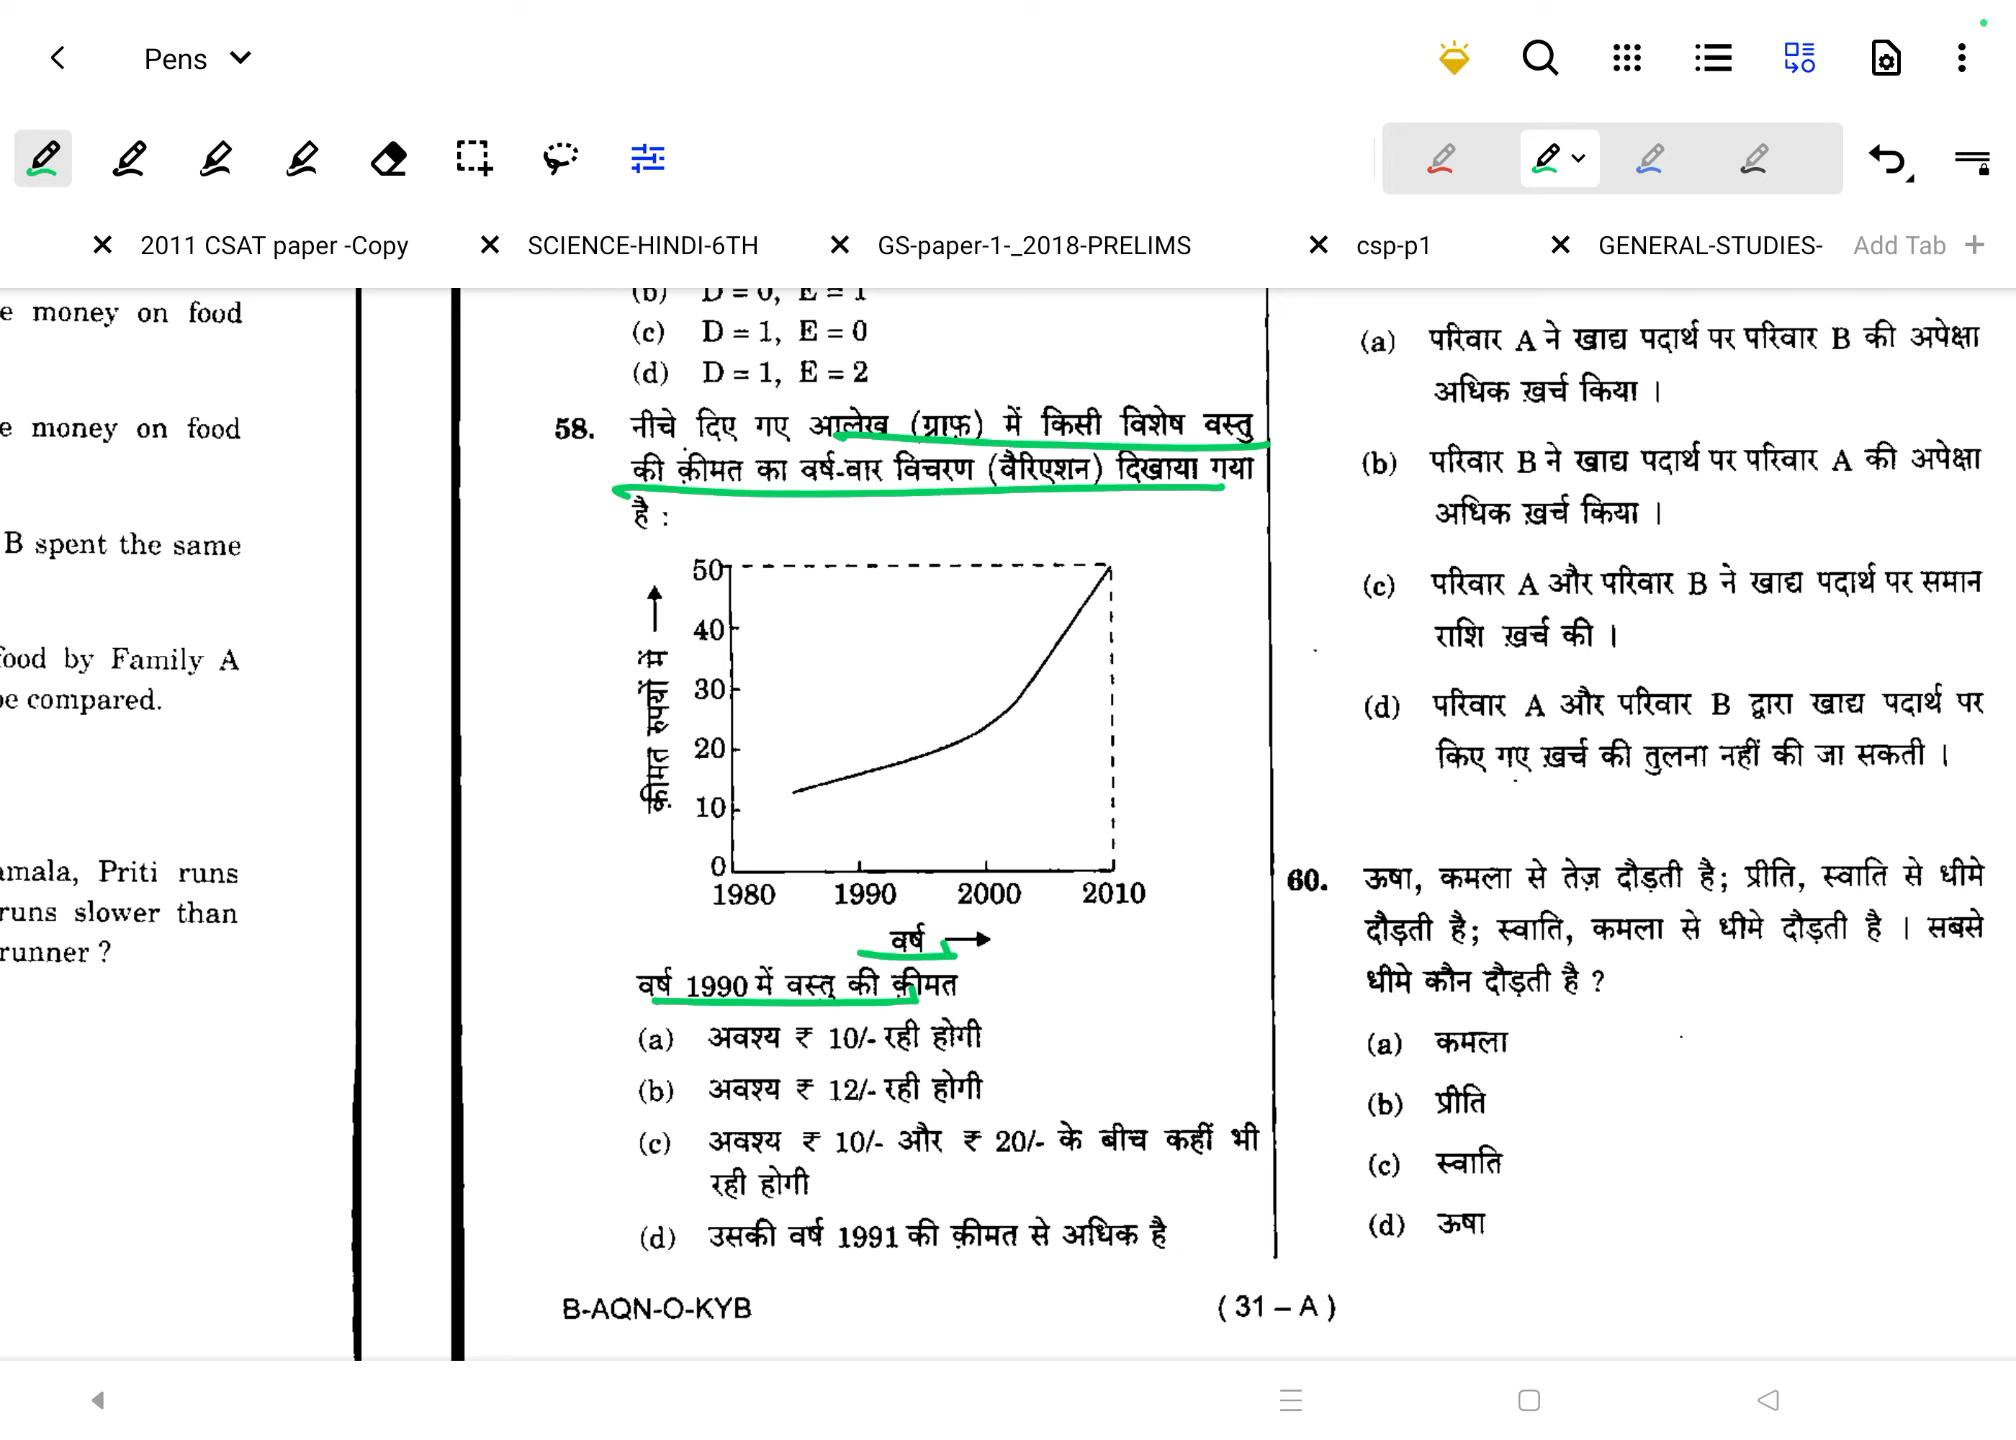 Pens
2011 CSAT paper -Copy
SCIENCE-HINDI-6TH
GS-paper-1-_2018-PRELIMS
csp-p1
GENERAL-STUDIES-
Add Tab +
e money on food
e money on food
B spent the same
food by Family A
be compared.
amala, Priti runs
runs slower than
runner ?
(b) D = 0, E = 1
(c) D = 1, E = 0
(d) D = 1, E = 2
58. नीचे दिए गए आलेख (ग्राफ़) में किसी विशेष वस्तु
की क़ीमत का वर्ष-वार विचरण (वैरिएशन) दिखाया गया
है :
क़ीमत रुपयों में
50
40
30
20
10
0
1980 1990 2000 2010
वर्ष
वर्ष 1990 में वस्तु की क़ीमत
(a) अवश्य ₹ 10/- रही होगी
(b) अवश्य ₹ 12/- रही होगी
(c) अवश्य ₹ 10/- और ₹ 20/- के बीच कहीं भी
रही होगी
(d) उसकी वर्ष 1991 की क़ीमत से अधिक है
(a) परिवार A ने खाद्य पदार्थ पर परिवार B की अपेक्षा
अधिक ख़र्च किया ।
(b) परिवार B ने खाद्य पदार्थ पर परिवार A की अपेक्षा
अधिक ख़र्च किया ।
(c) परिवार A और परिवार B ने खाद्य पदार्थ पर समान
राशि ख़र्च की ।
(d) परिवार A और परिवार B द्वारा खाद्य पदार्थ पर
किए गए ख़र्च की तुलना नहीं की जा सकती ।
60. ऊषा, कमला से तेज़ दौड़ती है; प्रीति, स्वाति से धीमे
दौड़ती है; स्वाति, कमला से धीमे दौड़ती है । सबसे
धीमे कौन दौड़ती है ?
(a) कमला
(b) प्रीति
(c) स्वाति
(d) ऊषा
B-AQN-O-KYB
( 31 – A )